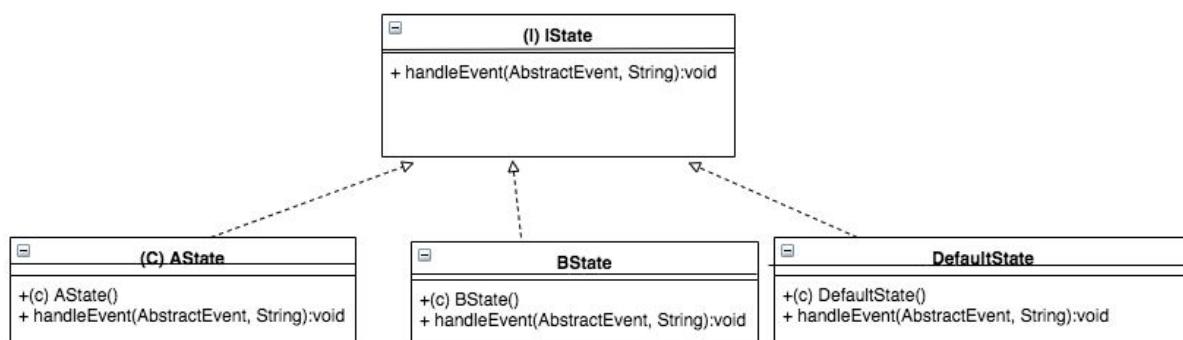 (I) IState
+ handleEvent(AbstractEvent, String):void
(C) AState
+(c) AState()
+ handleEvent(AbstractEvent, String):void
BState
+(c) BState()
+ handleEvent(AbstractEvent, String):void
DefaultState
+(c) DefaultState()
+ handleEvent(AbstractEvent, String):void